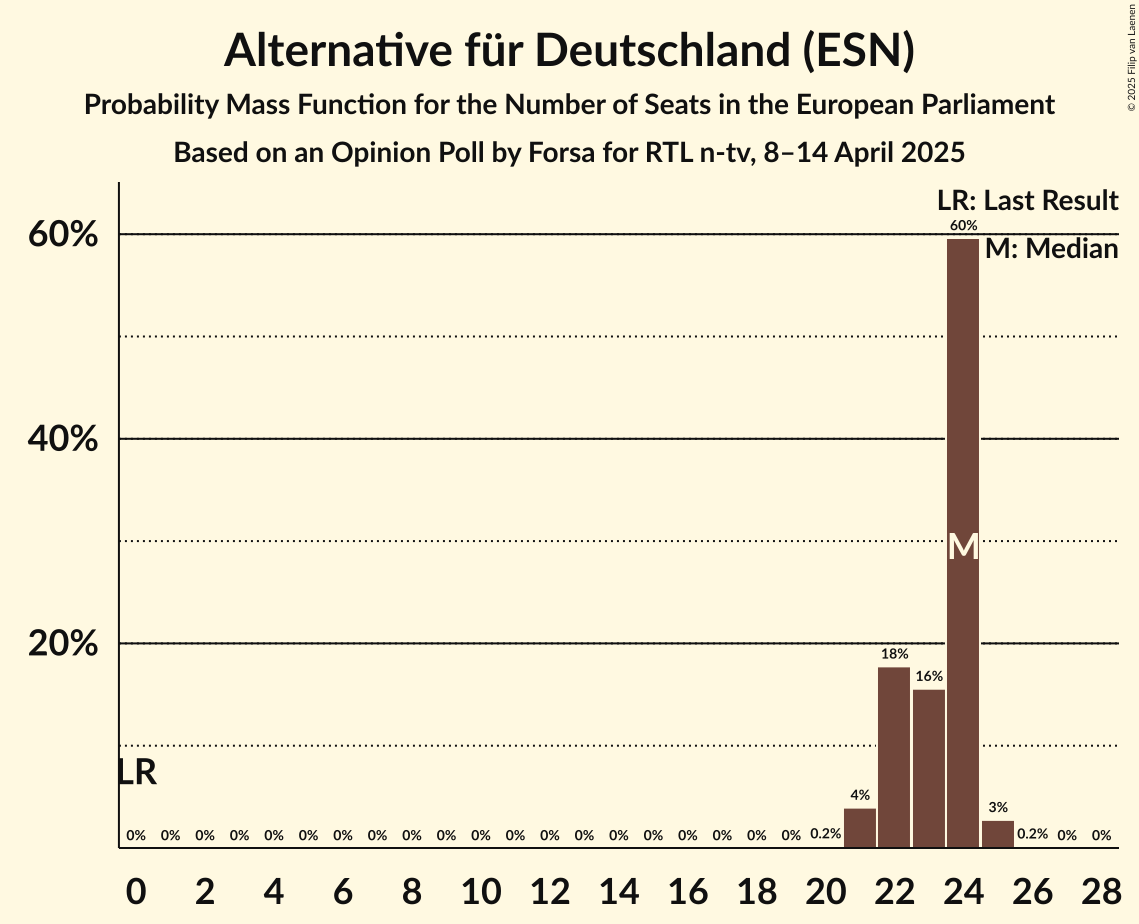 Alternative für Deutschland (ESN)
Probability Mass Function for the Number of Seats in the European Parliament
Based on an Opinion Poll by Forsa for RTL n-tv, 8–14 April 2025
© 2025 Filip van Laenen
LR: Last Result
M: Median
60%
40%
20%
60%
M
18%
16%
LR
4%
3%
0% 0% 0% 0% 0% 0% 0% 0% 0% 0% 0% 0% 0% 0% 0% 0% 0% 0% 0% 0% 0.2% 0.2% 0% 0%
0 2 4 6 8 10 12 14 16 18 20 22 24 26 28